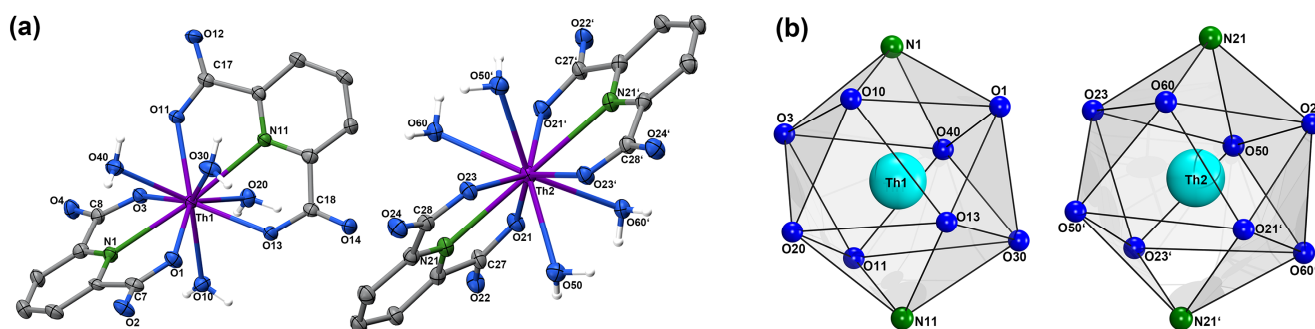 (a)
O12
C17
O11
N11
O40
O30
O20
O4
C8
O3
Th1
C18
N1
O13
O14
O1
C7
O10
O2
O22‘
C27‘
O50‘
N21‘
O60
O21‘
O24‘
C28‘
O23
Th2
O23‘
C28
O24
O21
O60‘
N21
C27
O22
O50
(b)
N1
O10
O1
O3
O40
Th1
O20
O13
O11
O30
N11
N21
O23
O60
O50
Th2
O50‘
O21‘
O23‘
O60
N21‘